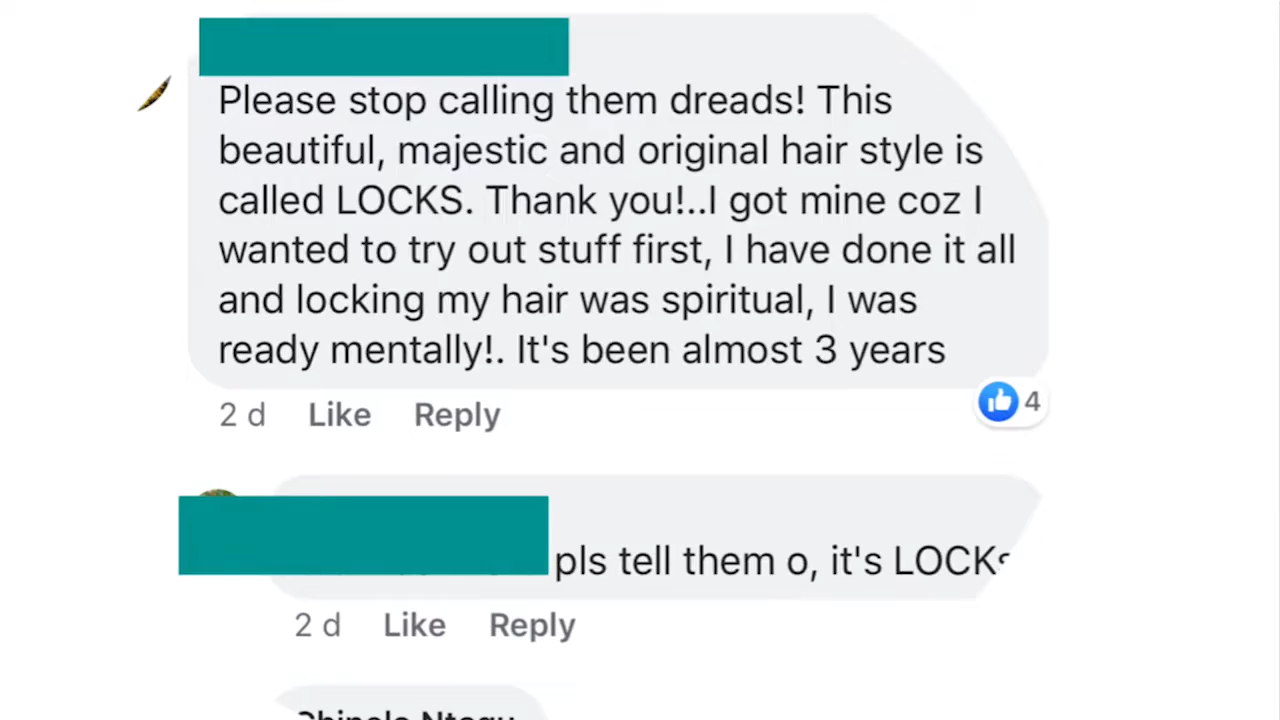 Please stop calling them dreads! This
beautiful, majestic and original hair style is
called LOCKS. Thank you!..I got mine coz I
wanted to try out stuff first, I have done it all
and locking my hair was spiritual, I was
ready mentally!. It's been almost 3 years
2 d Like Reply 4
pls tell them o, it's LOCKs
2 d Like Reply